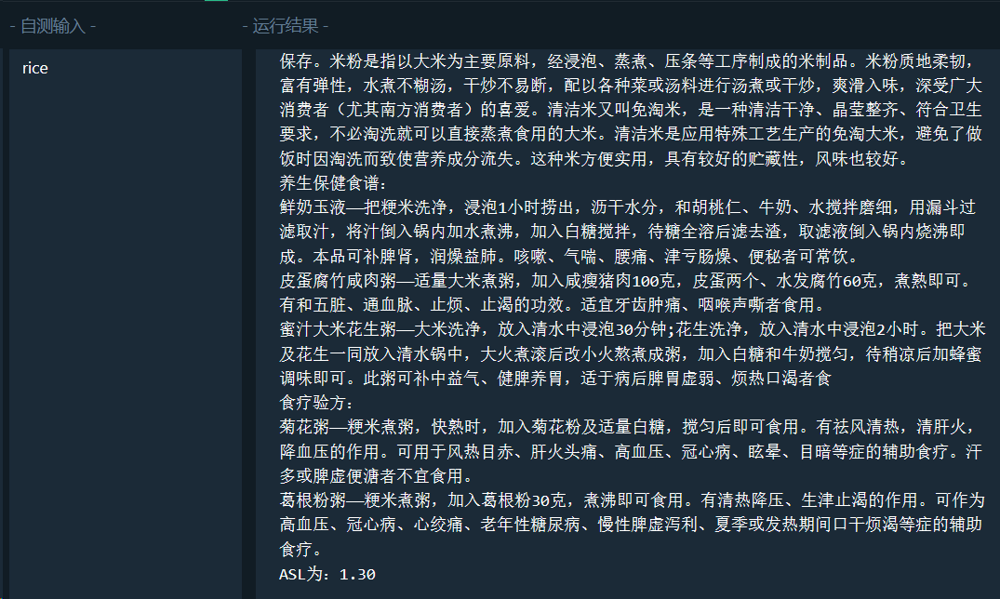 - 自测输入 -
- 运行结果 -
rice
保存。米粉是指以大米为主要原料，经浸泡、蒸煮、压条等工序制成的米制品。米粉质地柔韧，
富有弹性，水煮不糊汤，干炒不易断，配以各种菜或汤料进行汤煮或干炒，爽滑入味，深受广大
消费者（尤其南方消费者）的喜爱。清洁米又叫免淘米，是一种清洁干净、晶莹整齐、符合卫生
要求，不必淘洗就可以直接蒸煮食用的大米。清洁米是应用特殊工艺生产的免淘大米，避免了做
饭时因淘洗而致使营养成分流失。这种米方便实用，具有较好的贮藏性，风味也较好。
养生保健食谱：
鲜奶玉液——把粳米洗净，浸泡1小时捞出，沥干水分，和胡桃仁、牛奶、水搅拌磨细，用漏斗过
滤取汁，将汁倒入锅内加水煮沸，加入白糖搅拌，待糖全溶后滤去渣，取滤液倒入锅内烧沸即
成。本品可补脾肾，润燥益肺。咳嗽、气喘、腰痛、津亏肠燥、便秘者可常饮。
皮蛋腐竹咸肉粥——适量大米煮粥，加入咸瘦猪肉100克，皮蛋两个、水发腐竹60克，煮熟即可。
有和五脏、通血脉、止烦、止渴的功效。适宜牙齿肿痛、咽喉声嘶者食用。
蜜汁大米花生粥——大米洗净，放入清水中浸泡30分钟;花生洗净，放入清水中浸泡2小时。把大米
及花生一同放入清水锅中，大火煮滚后改小火熬煮成粥，加入白糖和牛奶搅匀，待稍凉后加蜂蜜
调味即可。此粥可补中益气、健脾养胃，适于病后脾胃虚弱、烦热口渴者食
食疗验方：
菊花粥——粳米煮粥，快熟时，加入菊花粉及适量白糖，搅匀后即可食用。有祛风清热，清肝火，
降血压的作用。可用于风热目赤、肝火头痛、高血压、冠心病、眩晕、目暗等症的辅助食疗。汗
多或脾虚便溏者不宜食用。
葛根粉粥——粳米煮粥，加入葛根粉30克，煮沸即可食用。有清热降压、生津止渴的作用。可作为
高血压、冠心病、心绞痛、老年性糖尿病、慢性脾虚泻利、夏季或发热期间口干烦渴等症的辅助
食疗。
ASL为：1.30